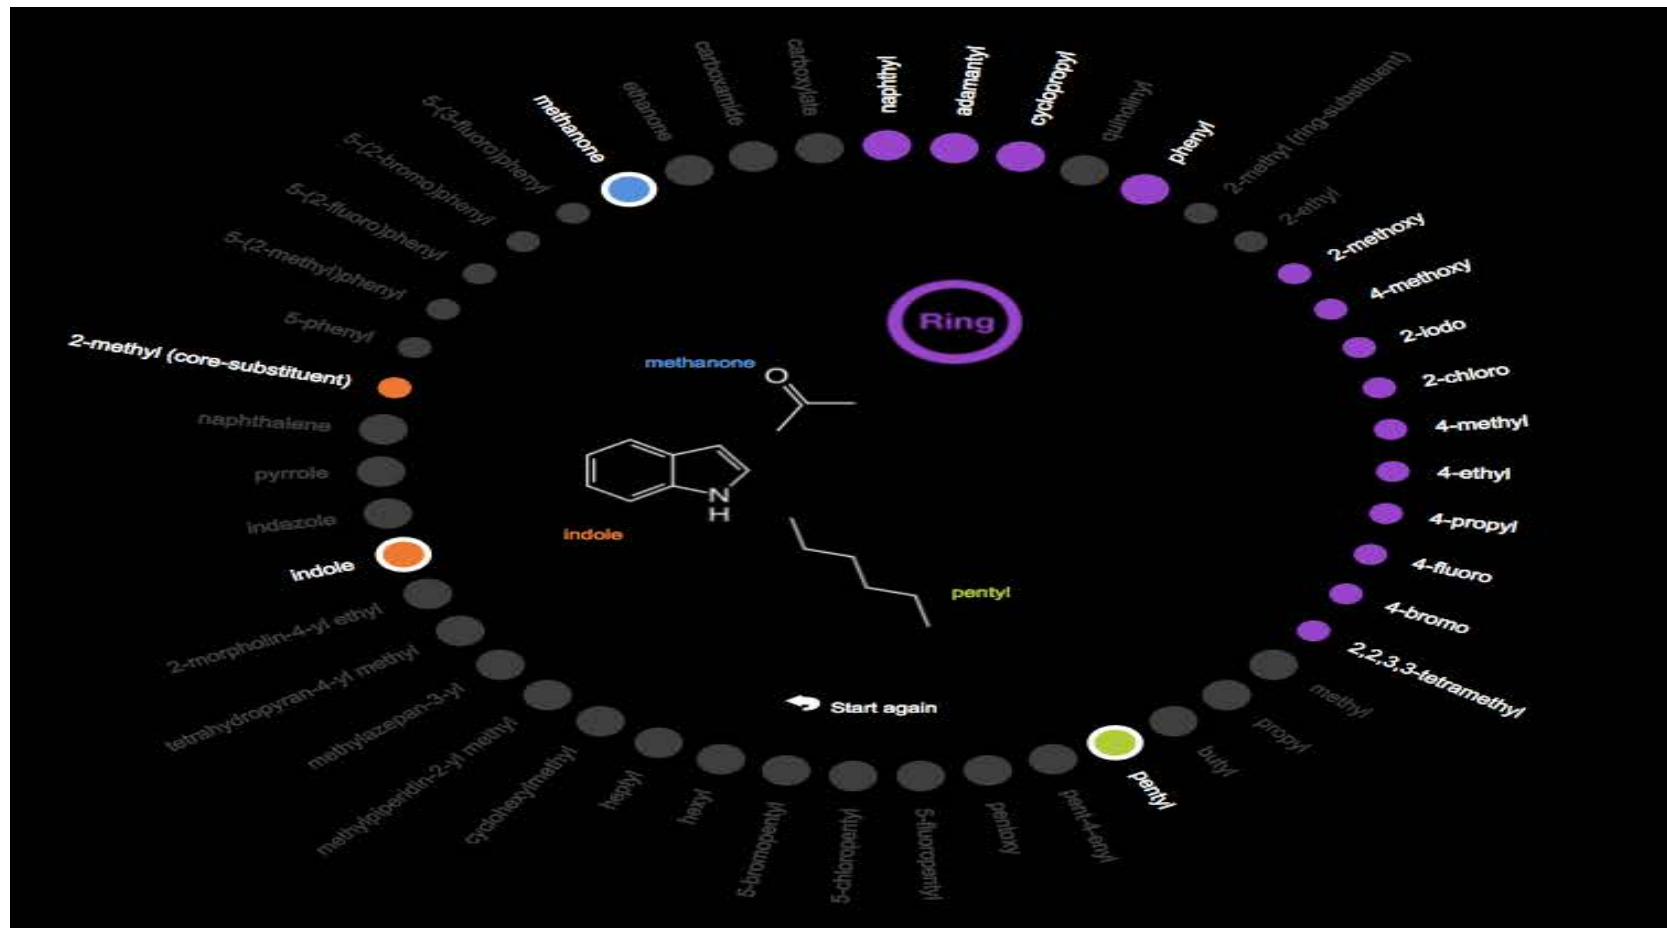 naphthyl
adamantyl
cyclopropyl
quinolinyl
phenyl
2-methyl (ring-substituent)
2-ethyl
2-methoxy
4-methoxy
2-iodo
2-chloro
4-methyl
4-ethyl
4-propyl
4-fluoro
4-bromo
2,2,3,3-tetramethyl
methyl
propyl
butyl
pentyl
pent-4-enyl
pentoxy
5-fluoropentyl
5-chloropentyl
5-bromopentyl
hexyl
heptyl
cyclohexylmethyl
methylpiperidin-2-yl methyl
methylazepan-3-yl
tetrahydropyran-4-yl methyl
2-morpholin-4-yl ethyl
indole
indazole
pyrrole
naphthalene
2-methyl (core-substituent)
5-phenyl
5-(2-methyl)phenyl
5-(2-fluoro)phenyl
5-(2-bromo)phenyl
5-(3-fluoro)phenyl
methanone
ethanone
carboxamide
carboxylate
Ring
methanone
O
N
H
indole
pentyl
Start again